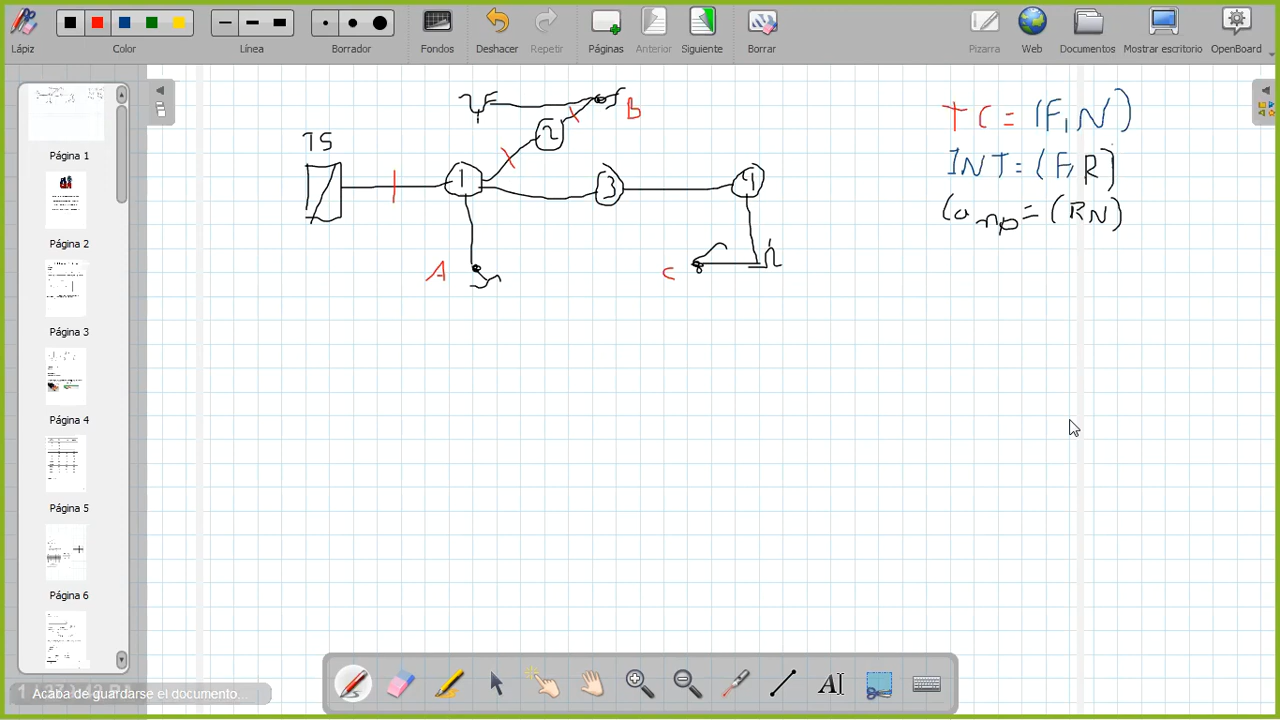 Lápiz
Color
Línea
Borrador
Fondos
Deshacer
Repetir
Páginas
Anterior
Siguiente
Borrar
Pizarra
Web
Documentos
Mostrar escritorio
OpenBoard
Página 1
Página 2
Página 3
Página 4
Página 5
Página 6
Acaba de guardarse el documento...
TS
B
2
1
3
4
A
C
TC = (F, N)
INT = (F, R)
Comp = (RN)
AI